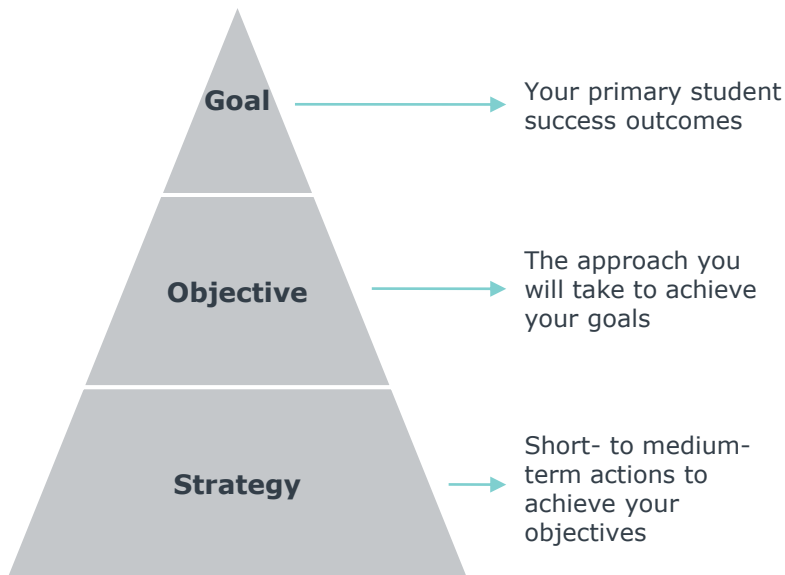 Goal
Your primary student
success outcomes
Objective
The approach you
will take to achieve
your goals
Strategy
Short- to medium-
term actions to
achieve your
objectives